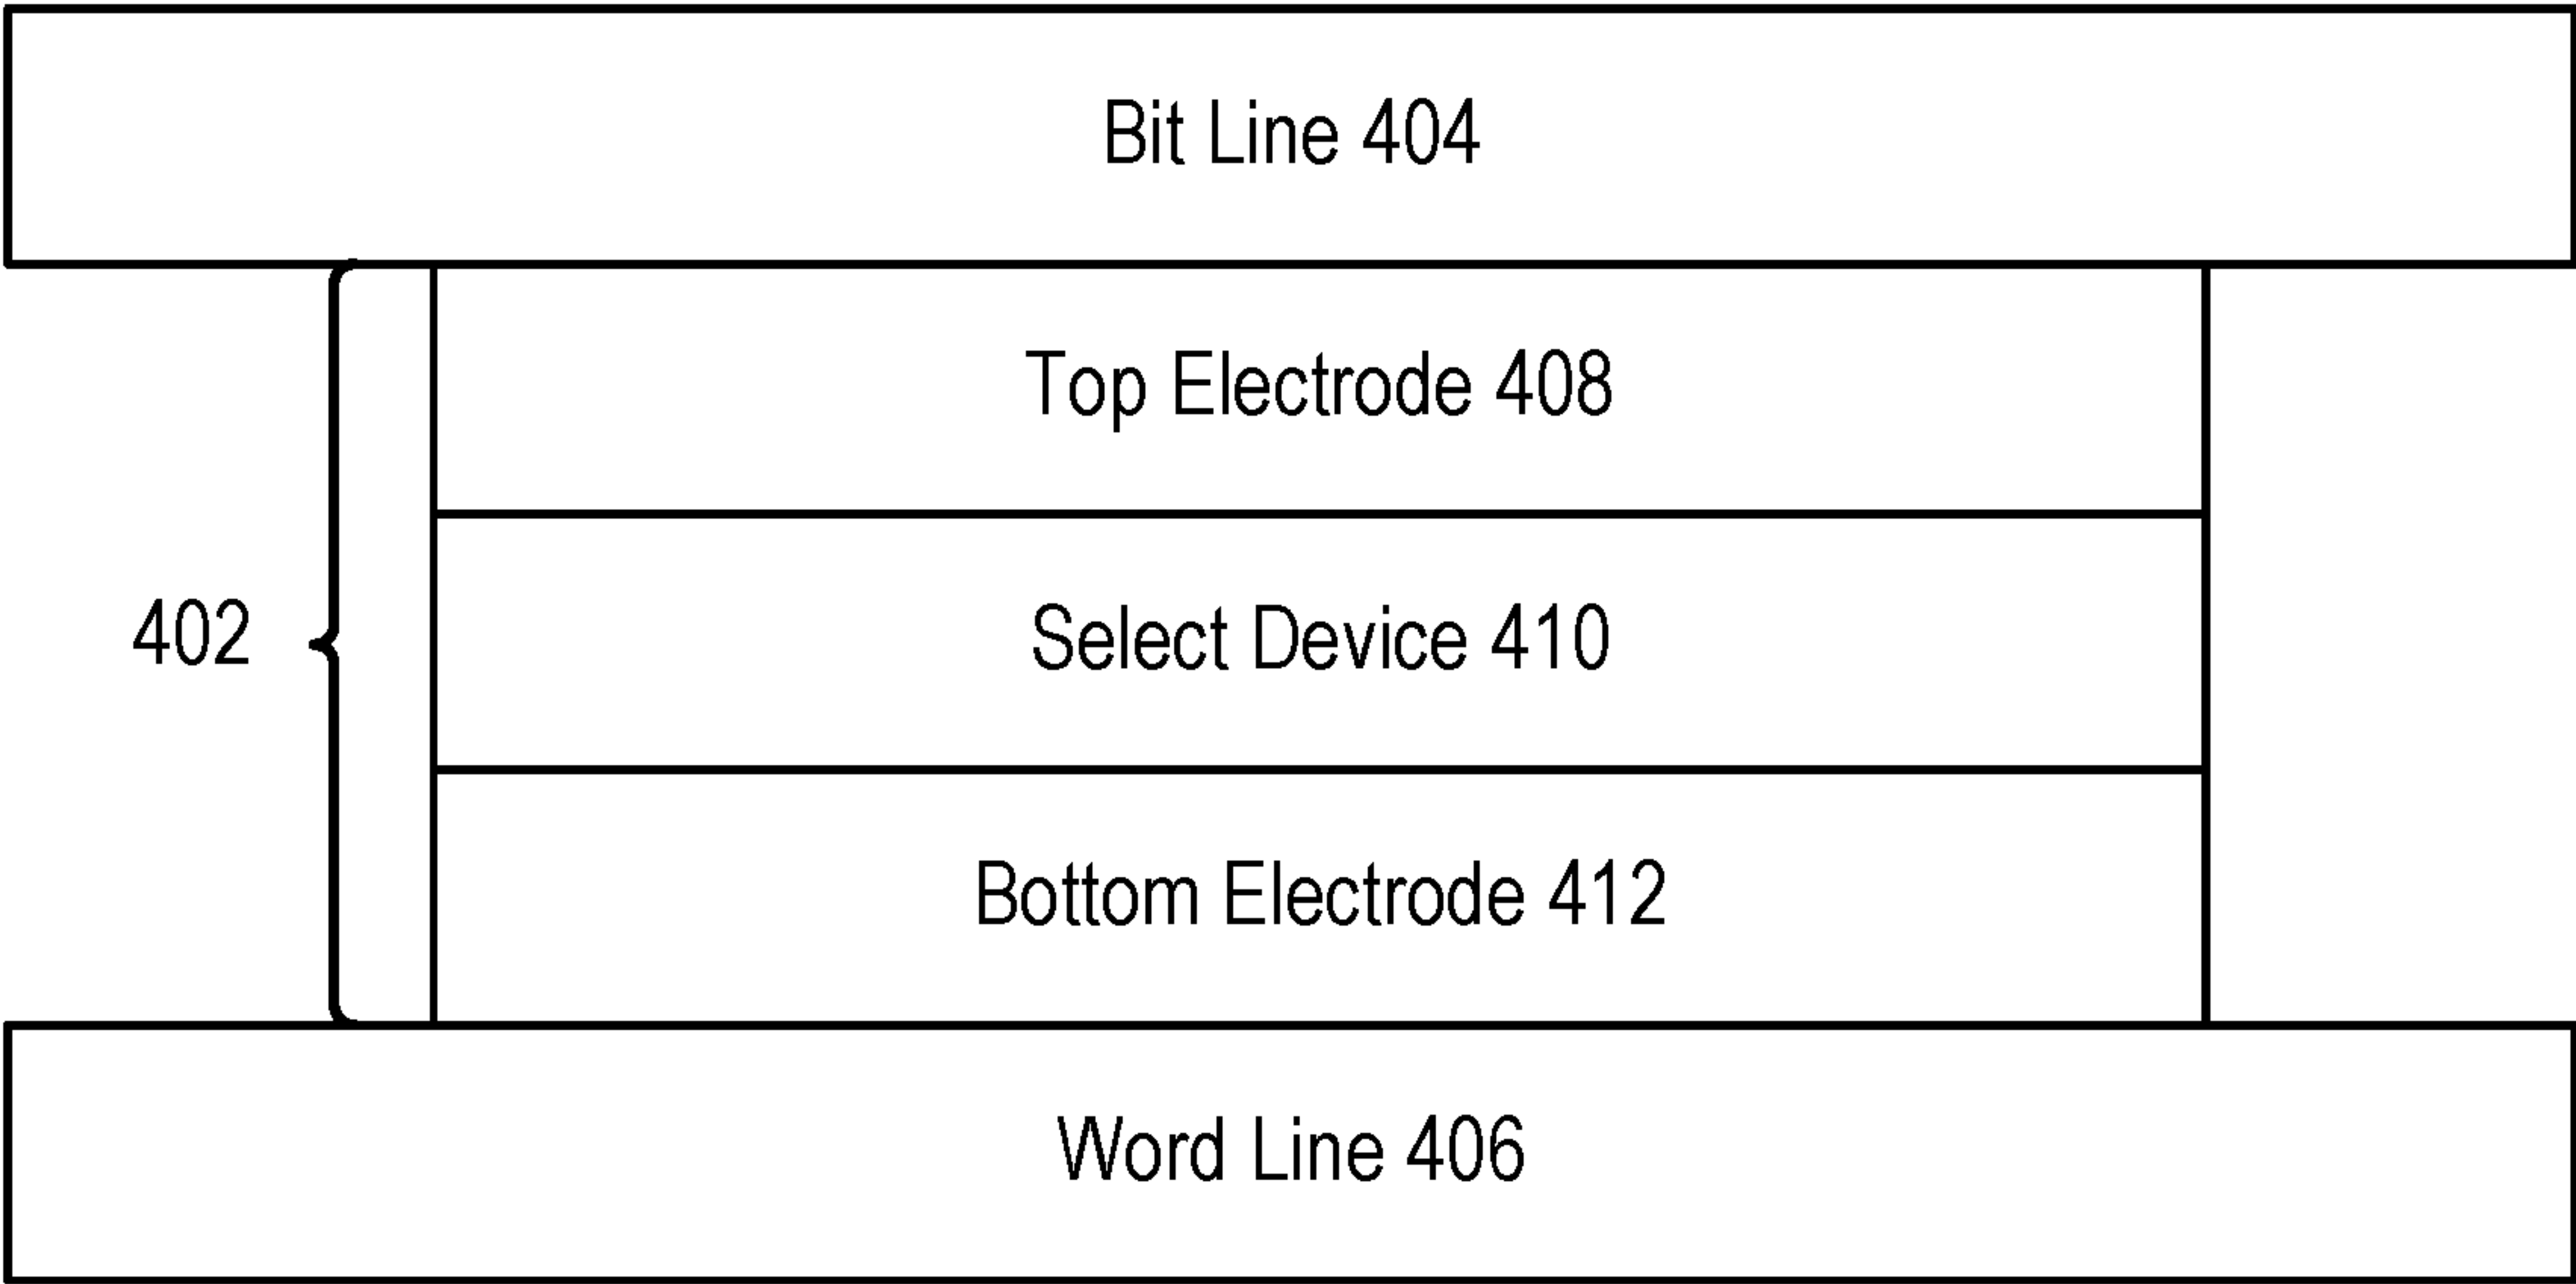 Bit Line 404
Top Electrode 408
402
Select Device 410
Bottom Electrode 412
Word Line 406